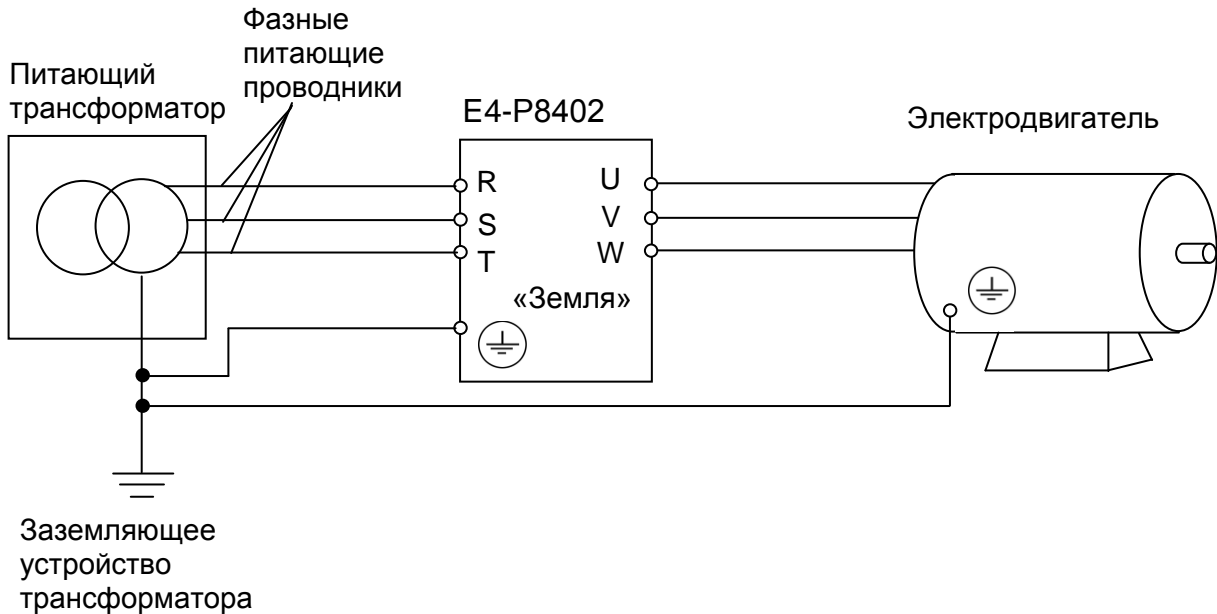 Фазные
питающие
проводники
Питающий
трансформатор
E4-P8402
Электродвигатель
R
S
T
U
V
W
«Земля»
Заземляющее
устройство
трансформатора